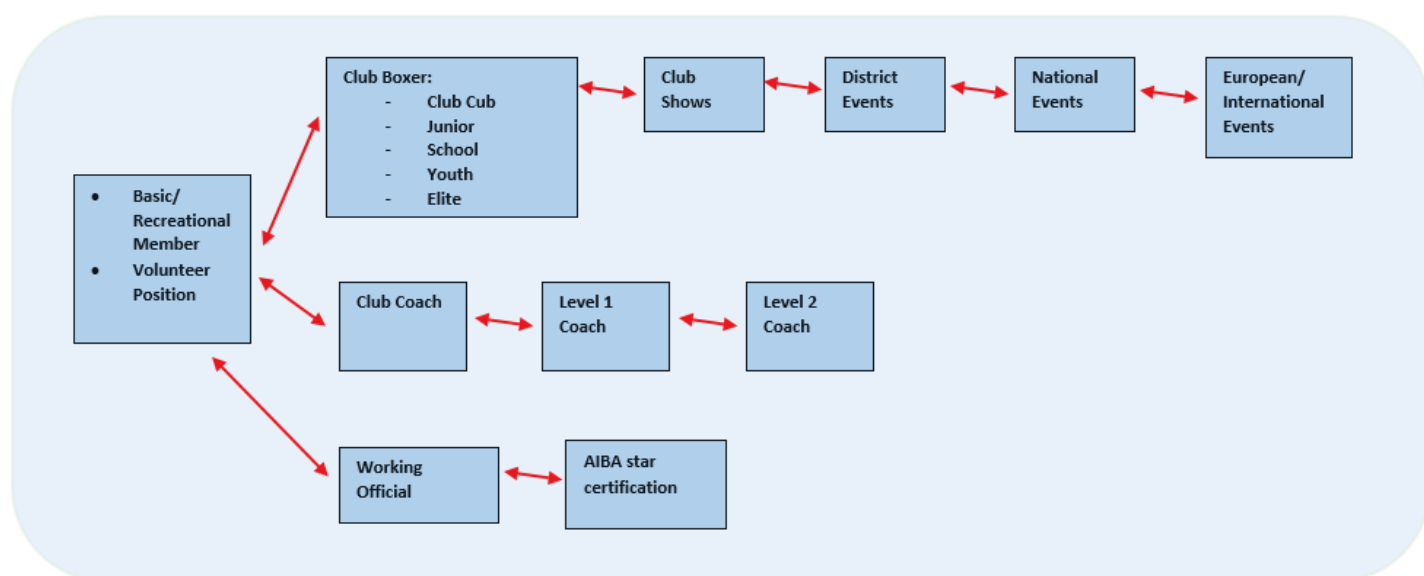 Club Boxer:
- Club Cub
- Junior
- School
- Youth
- Elite
Club
Shows
District
Events
National
Events
European/
International
Events
• Basic/
Recreational
Member
• Volunteer
Position
Club Coach
Level 1
Coach
Level 2
Coach
Working
Official
AIBA star
certification